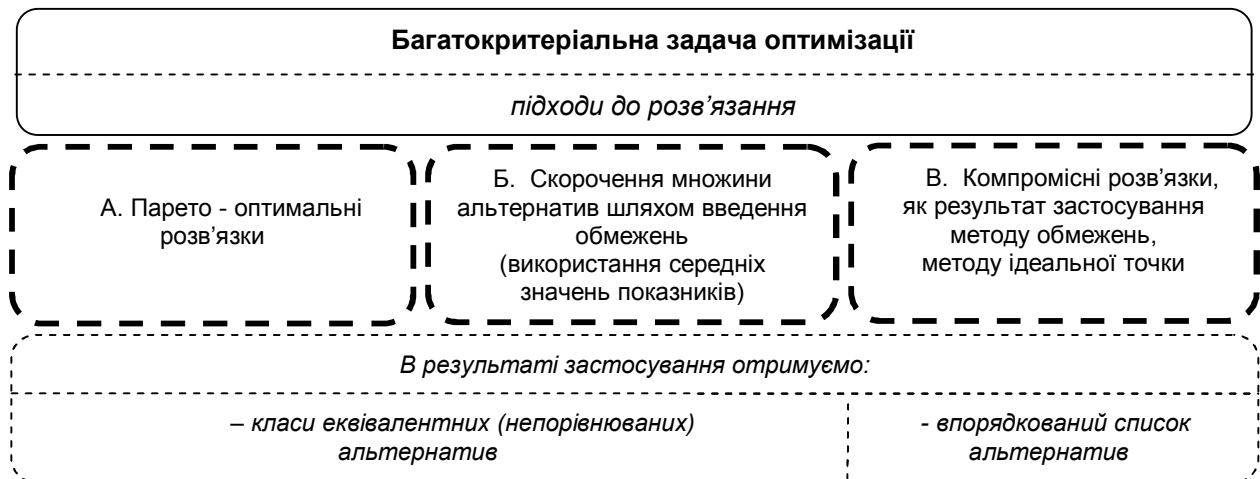 Багатокритеріальна задача оптимізації
підходи до розв’язання
А. Парето - оптимальні
розв’язки
Б. Скорочення множини
альтернатив шляхом введення
обмежень
(використання середніх
значень показників)
В. Компромісні розв’язки,
як результат застосування
методу обмежень,
методу ідеальної точки
В результаті застосування отримуємо:
– класи еквівалентних (непорівнюваних)
альтернатив
- впорядкований список
альтернатив